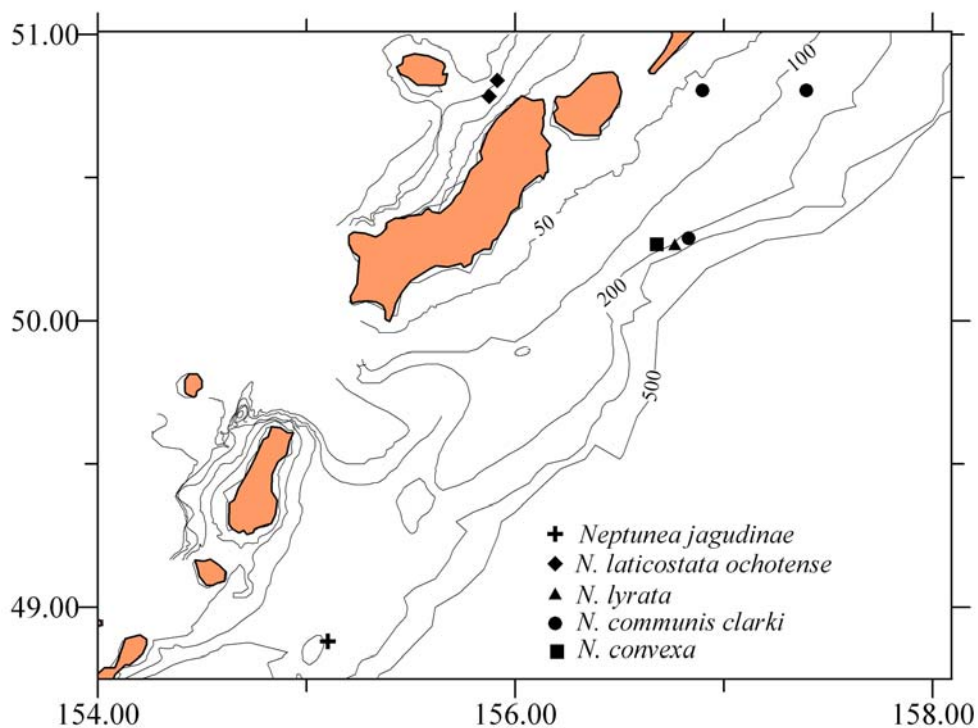 51.00
100
50
200
50.00
500
Neptunea jagudinae
N. laticostata ochotense
N. lyrata
49.00
N. communis clarki
N. convexa
154.00
156.00
158.00